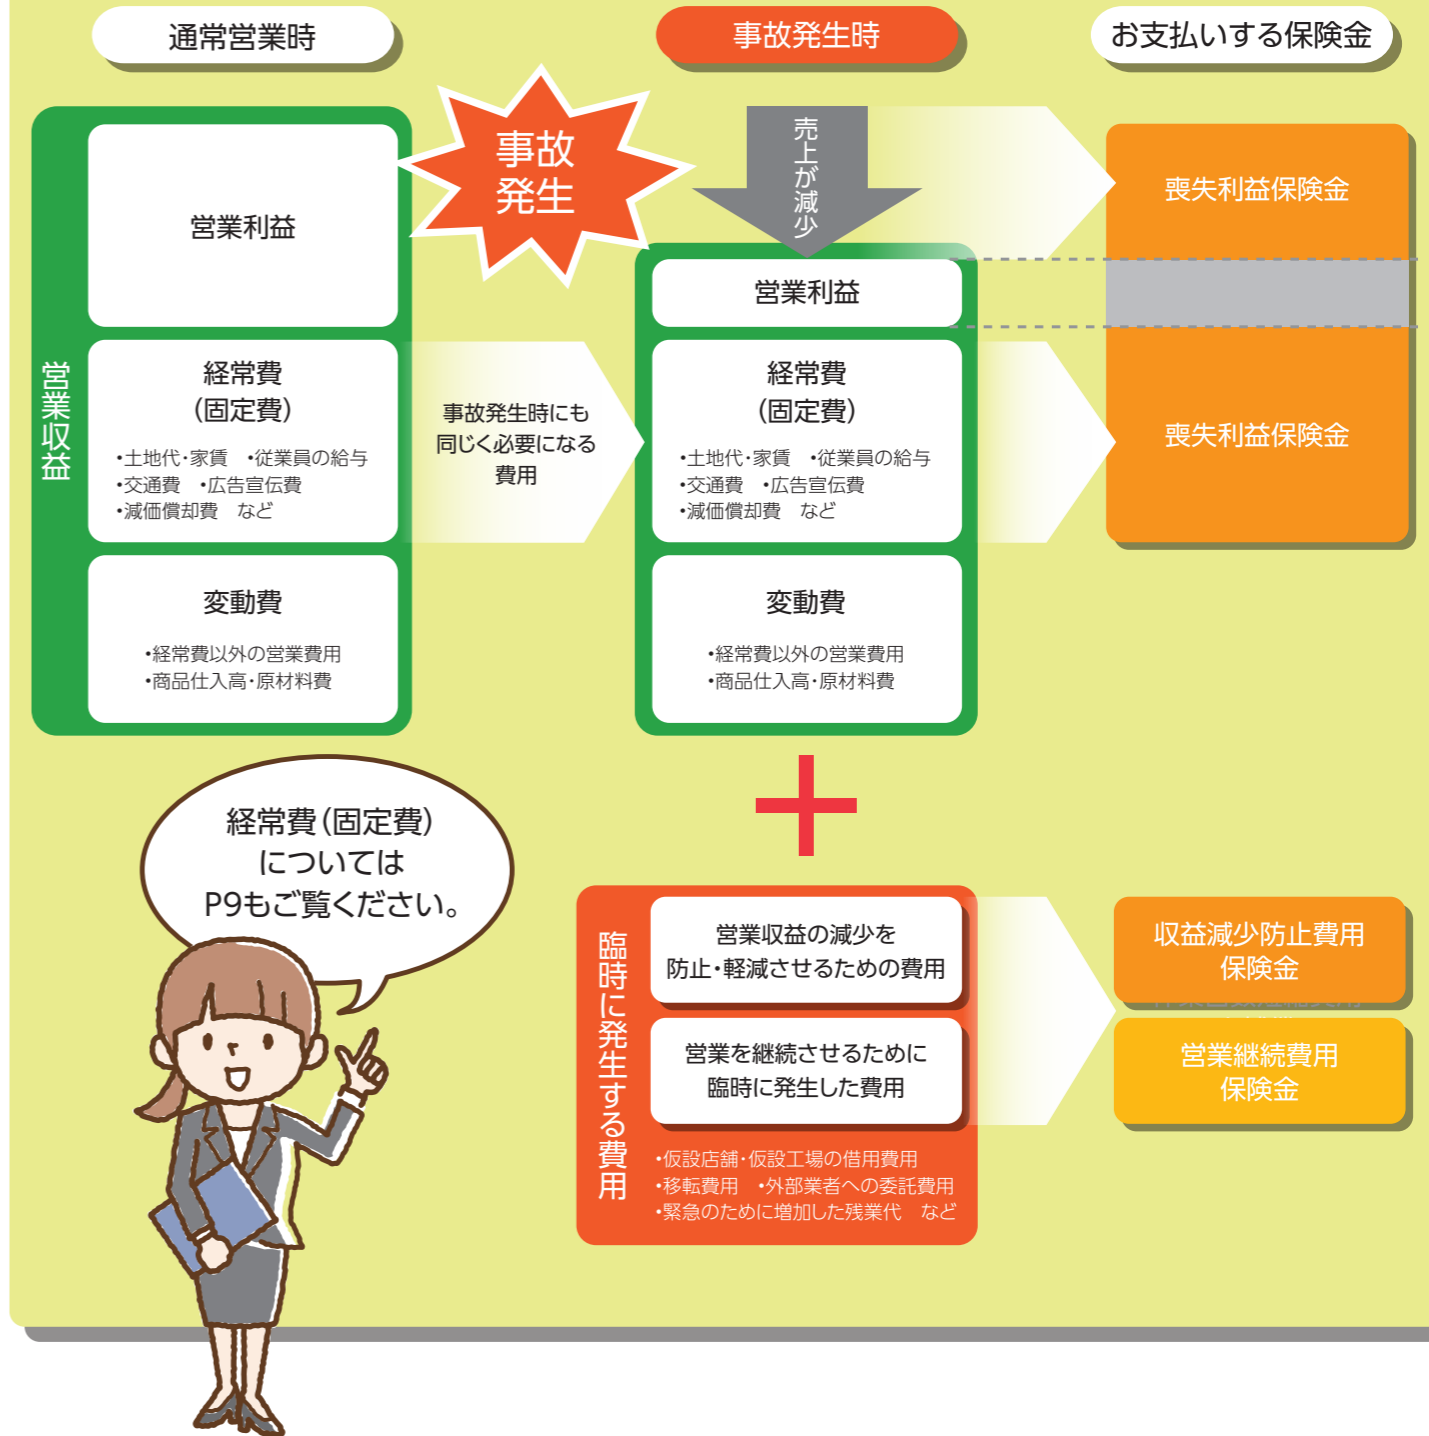 通常営業時
事故発生時
お支払いする保険金
営業収益
営業利益
経常費
(固定費)
•土地代・家賃　•従業員の給与
•交通費　•広告宣伝費
•減価償却費　など
変動費
•経常費以外の営業費用
•商品仕入高・原材料費
事故
発生
事故発生時にも
同じく必要になる
費用
売上が減少
営業利益
経常費
(固定費)
•土地代・家賃　•従業員の給与
•交通費　•広告宣伝費
•減価償却費　など
変動費
•経常費以外の営業費用
•商品仕入高・原材料費
喪失利益保険金
喪失利益保険金
経常費(固定費)
については
P9もご覧ください。
臨時に発生する費用
営業収益の減少を
防止・軽減させるための費用
営業を継続させるために
臨時に発生した費用
•仮設店舗・仮設工場の借用費用
•移転費用　•外部業者への委託費用
•緊急のために増加した残業代　など
収益減少防止費用
保険金
営業継続費用
保険金